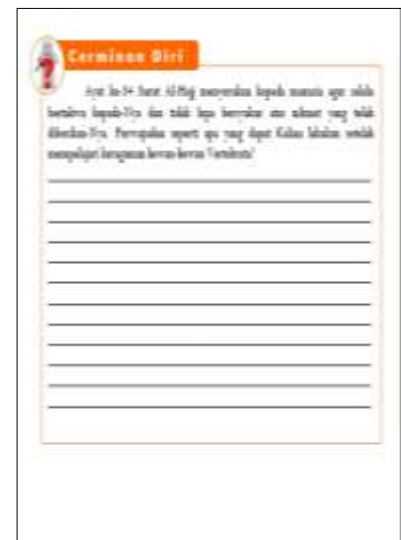 Cerminan Diri
Ayat ke-34 Surat Al-Hajj menyerukan kepada manusia agar selalu
bertakwa kepada-Nya dan tidak lupa bersyukur atas nikmat yang telah
diberikan-Nya. Perwujudan seperti apa yang dapat Kalian lakukan setelah
mempelajari keragaman hewan-hewan Vertebrata?